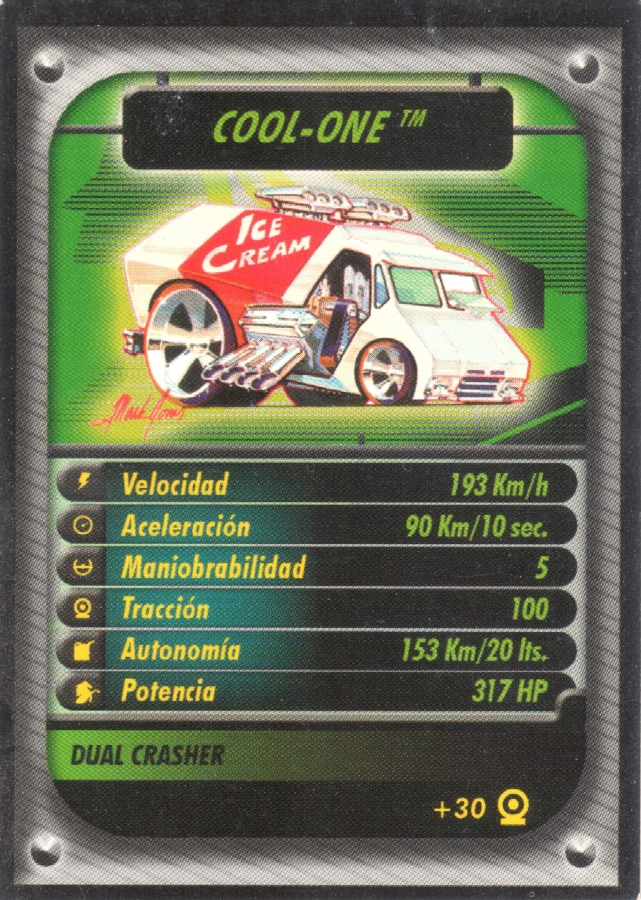 COOL-ONE™
ICE
CREAM
Velocidad 193 Km/h
Aceleración 90 Km/10 sec.
Maniobrabilidad 5
Tracción 100
Autonomía 153 Km/20 lts.
Potencia 317 HP
DUAL CRASHER
+30